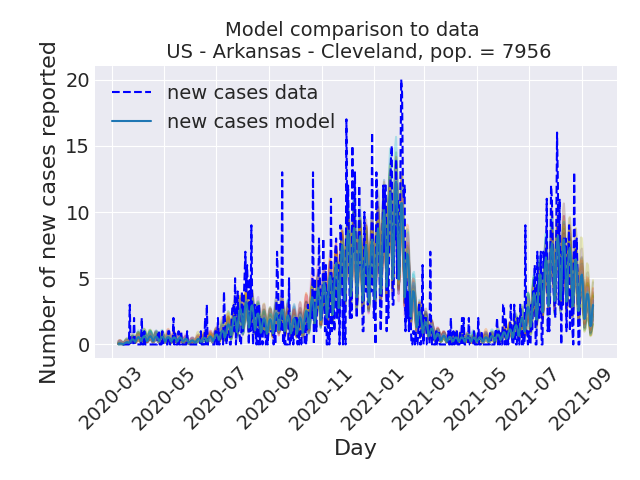 Model comparison to data
US - Arkansas - Cleveland, pop. = 7956
Number of new cases reported
20
15
10
5
0
new cases data
new cases model
2020-03
2020-05
2020-07
2020-09
2020-11
2021-01
2021-03
2021-05
2021-07
2021-09
Day